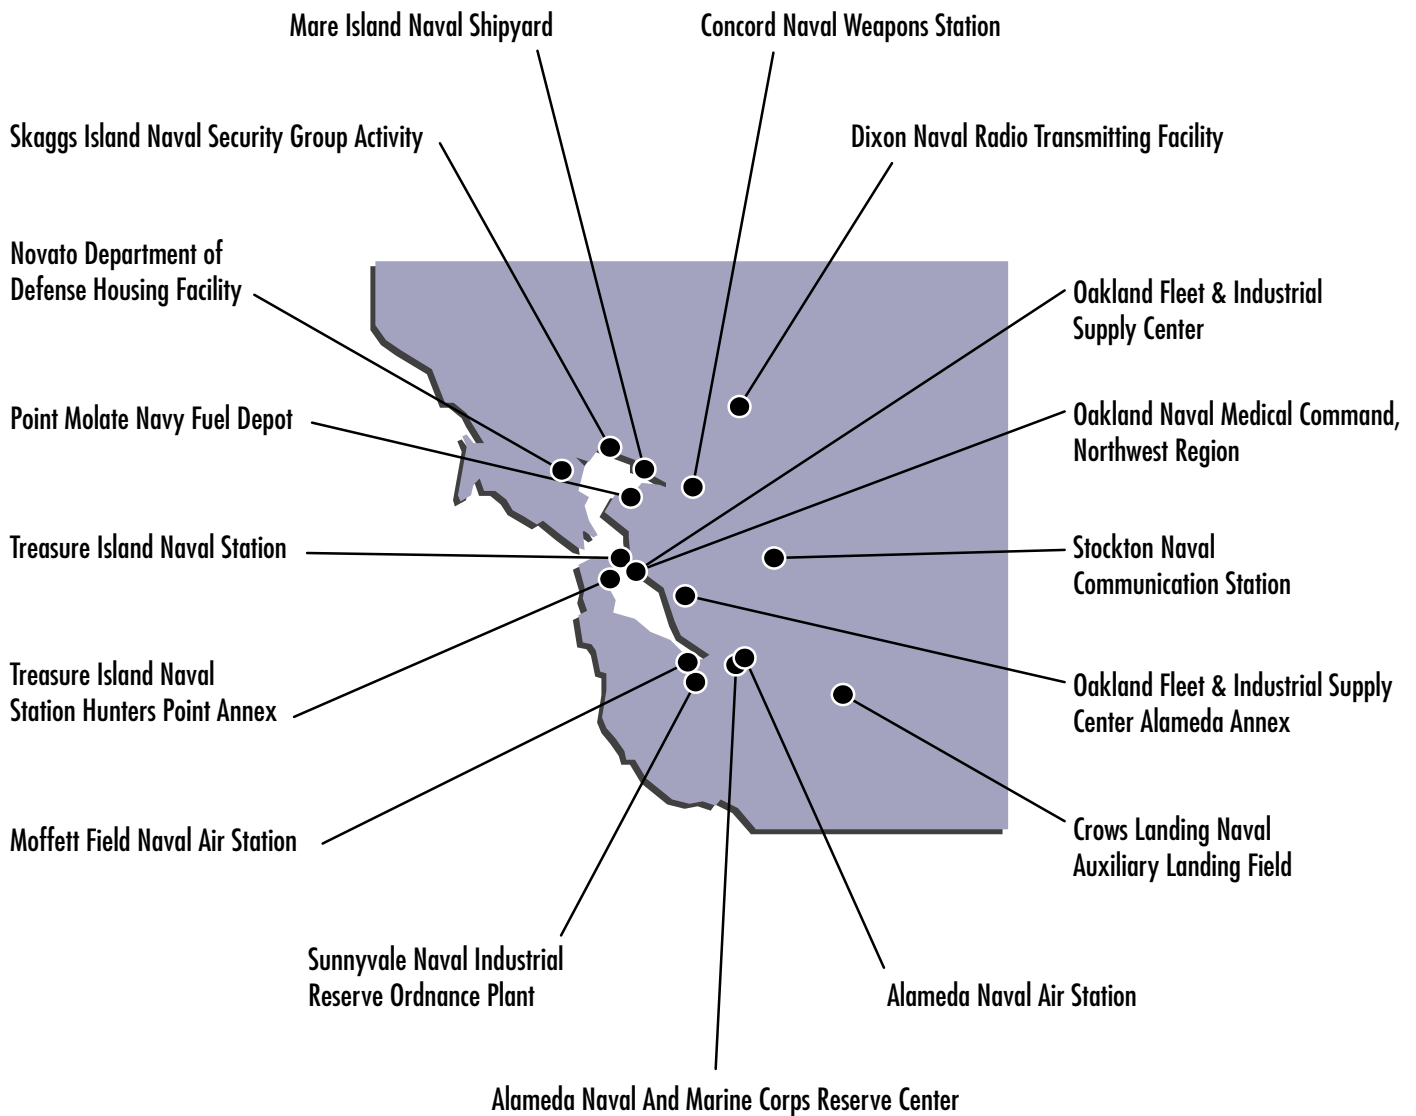 Mare Island Naval Shipyard
Concord Naval Weapons Station
Skaggs Island Naval Security Group Activity
Dixon Naval Radio Transmitting Facility
Novato Department of
Defense Housing Facility
Oakland Fleet & Industrial
Supply Center
Point Molate Navy Fuel Depot
Oakland Naval Medical Command,
Northwest Region
Treasure Island Naval Station
Stockton Naval
Communication Station
Treasure Island Naval
Station Hunters Point Annex
Oakland Fleet & Industrial Supply
Center Alameda Annex
Moffett Field Naval Air Station
Crows Landing Naval
Auxiliary Landing Field
Sunnyvale Naval Industrial
Reserve Ordnance Plant
Alameda Naval Air Station
Alameda Naval And Marine Corps Reserve Center